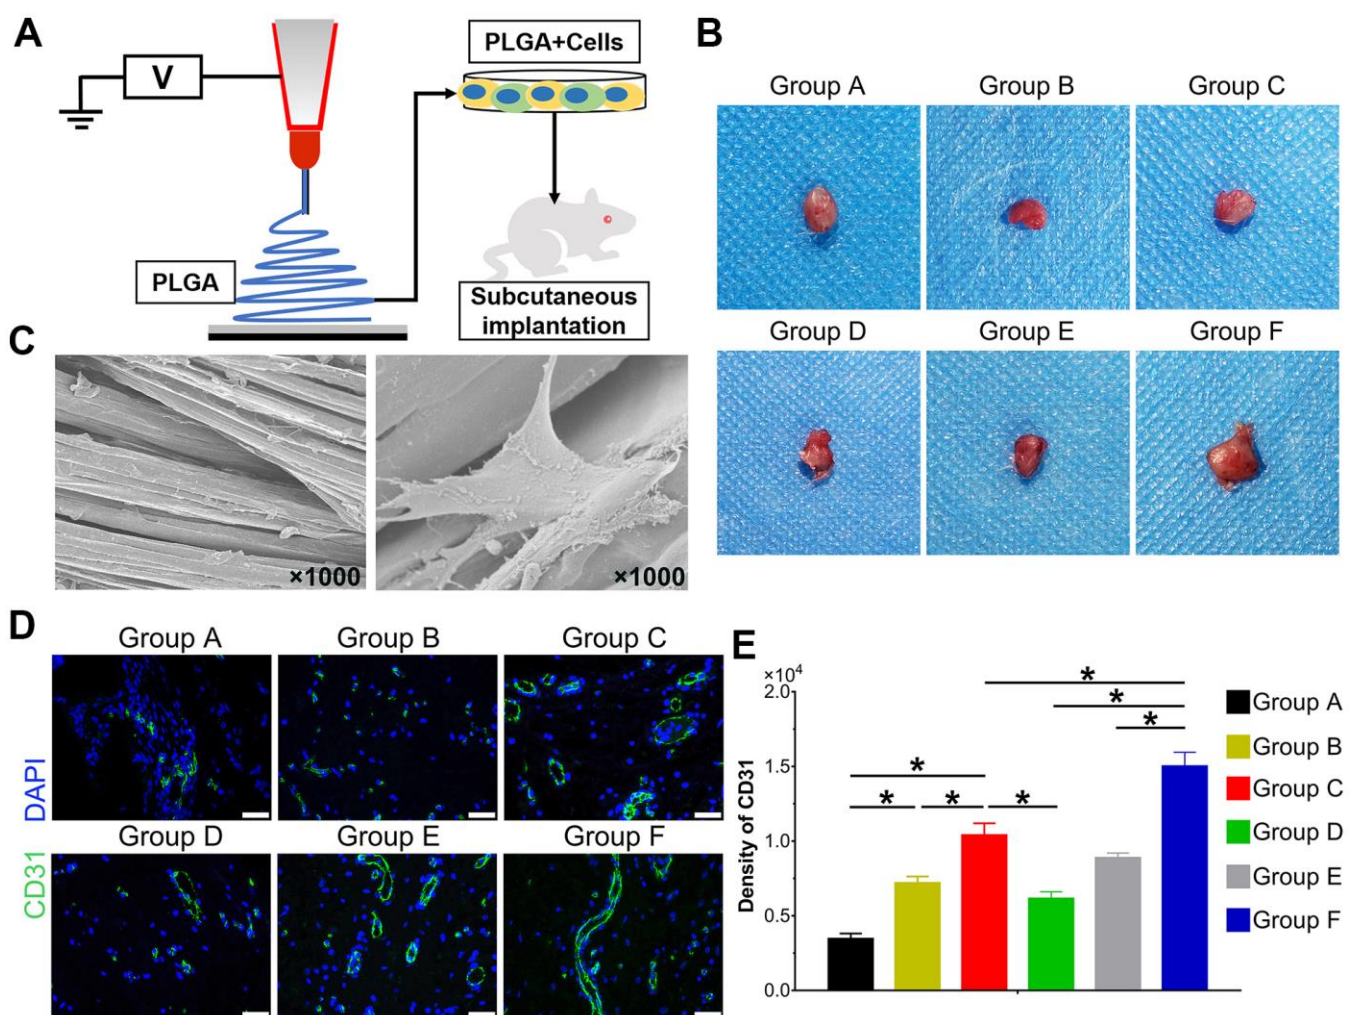 A
V
PLGA+Cells
PLGA
Subcutaneous
implantation
B
Group A
Group B
Group C
Group D
Group E
Group F
C
×1000
×1000
D
Group A
Group B
Group C
DAPI
Group D
Group E
Group F
CD31
E
×10⁴
2.0
1.5
1.0
0.5
0.0
Density of CD31
*
*
*
*
*
*
*
Group A
Group B
Group C
Group D
Group E
Group F